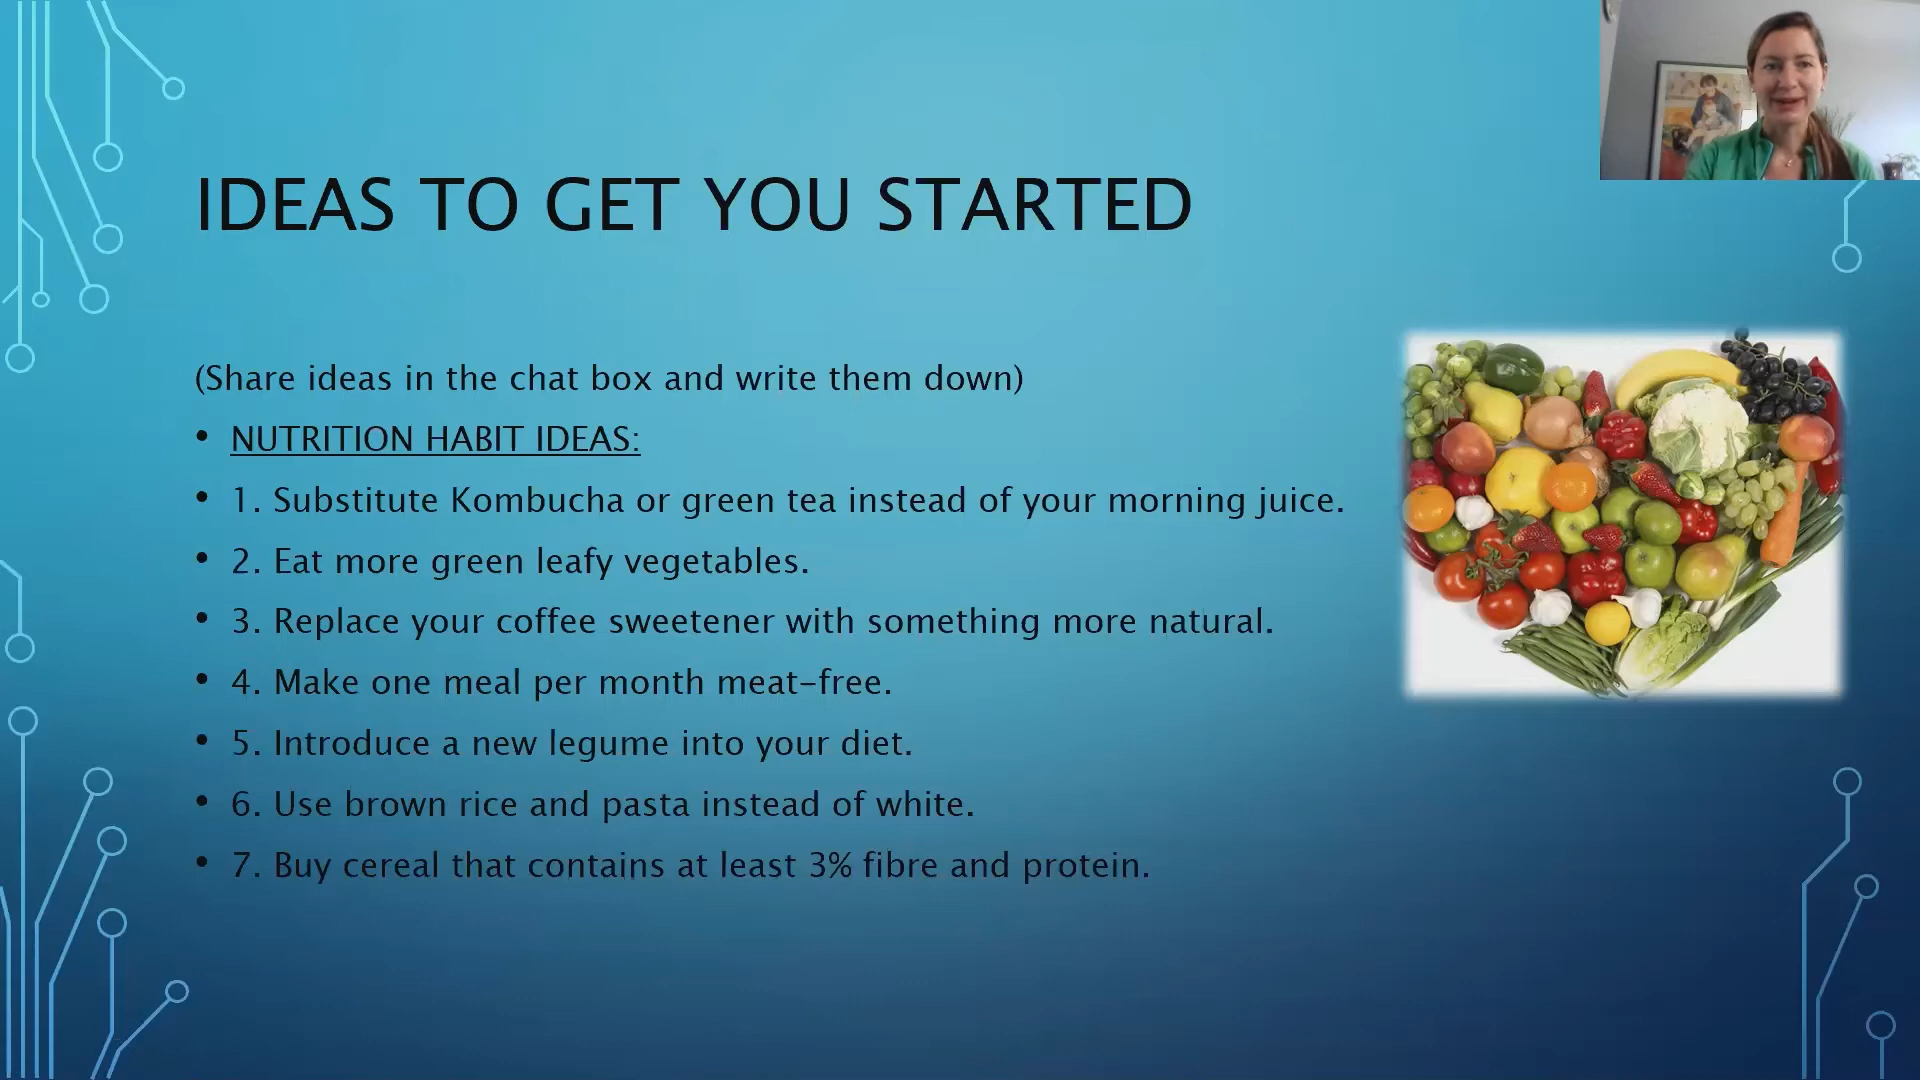 IDEAS TO GET YOU STARTED
(Share ideas in the chat box and write them down)
• NUTRITION HABIT IDEAS:
• 1. Substitute Kombucha or green tea instead of your morning juice.
• 2. Eat more green leafy vegetables.
• 3. Replace your coffee sweetener with something more natural.
• 4. Make one meal per month meat-free.
• 5. Introduce a new legume into your diet.
• 6. Use brown rice and pasta instead of white.
• 7. Buy cereal that contains at least 3% fibre and protein.